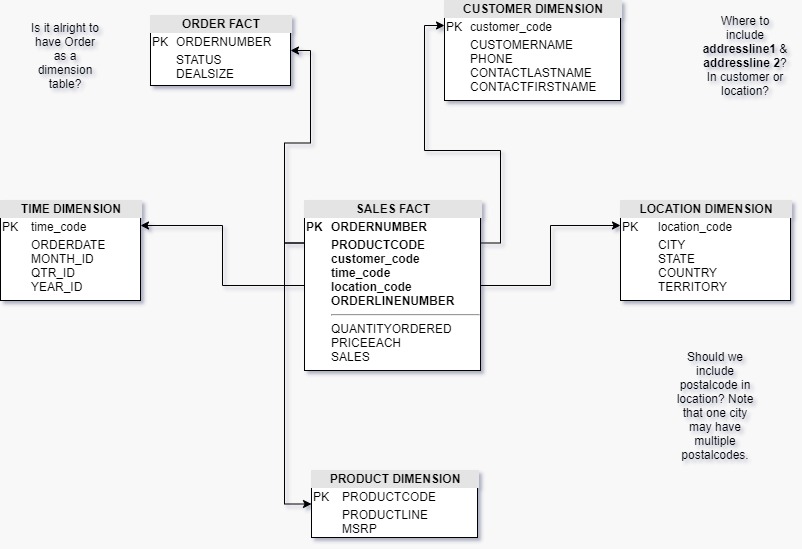 Is it alright to
have Order
as a
dimension
table?
ORDER FACT
PK ORDERNUMBER
STATUS
DEALSIZE
CUSTOMER DIMENSION
PK customer_code
CUSTOMERNAME
PHONE
CONTACTLASTNAME
CONTACTFIRSTNAME
Where to
include
addressline1 &
addressline 2?
In customer or
location?
TIME DIMENSION
PK time_code
ORDERDATE
MONTH_ID
QTR_ID
YEAR_ID
SALES FACT
PK ORDERNUMBER
PRODUCTCODE
customer_code
time_code
location_code
ORDERLINENUMBER
QUANTITYORDERED
PRICEEACH
SALES
LOCATION DIMENSION
PK location_code
CITY
STATE
COUNTRY
TERRITORY
Should we
include
postalcode in
location? Note
that one city
may have
multiple
postalcodes.
PRODUCT DIMENSION
PK PRODUCTCODE
PRODUCTLINE
MSRP